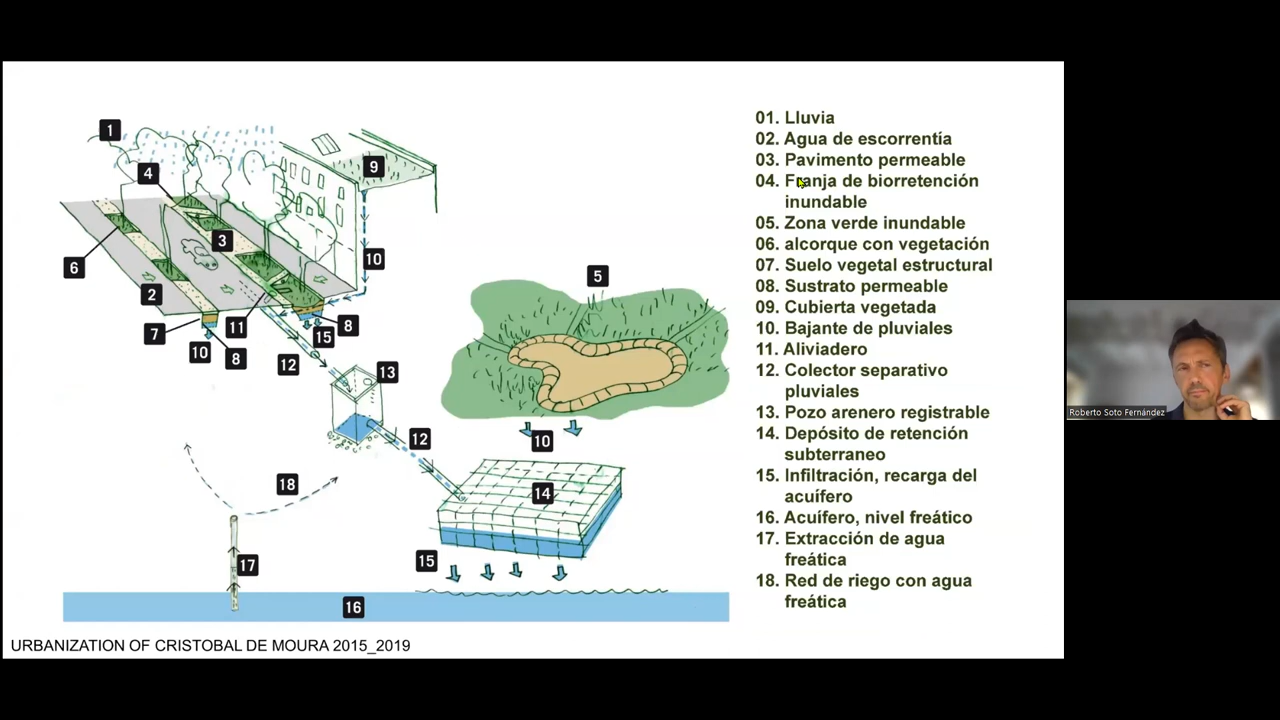 1
4
9
3
6
10
2
5
7
11
8
15
10
8
12
13
12
10
18
14
15
17
16
01. Lluvia
02. Agua de escorrentía
03. Pavimento permeable
04. Franja de biorretención
inundable
05. Zona verde inundable
06. alcorque con vegetación
07. Suelo vegetal estructural
08. Sustrato permeable
09. Cubierta vegetada
10. Bajante de pluviales
11. Aliviadero
12. Colector separativo
pluviales
13. Pozo arenero registrable
14. Depósito de retención
subterraneo
15. Infiltración, recarga del
acuífero
16. Acuífero, nivel freático
17. Extracción de agua
freática
18. Red de riego con agua
freática
URBANIZATION OF CRISTOBAL DE MOURA 2015_2019
Roberto Soto Fernández